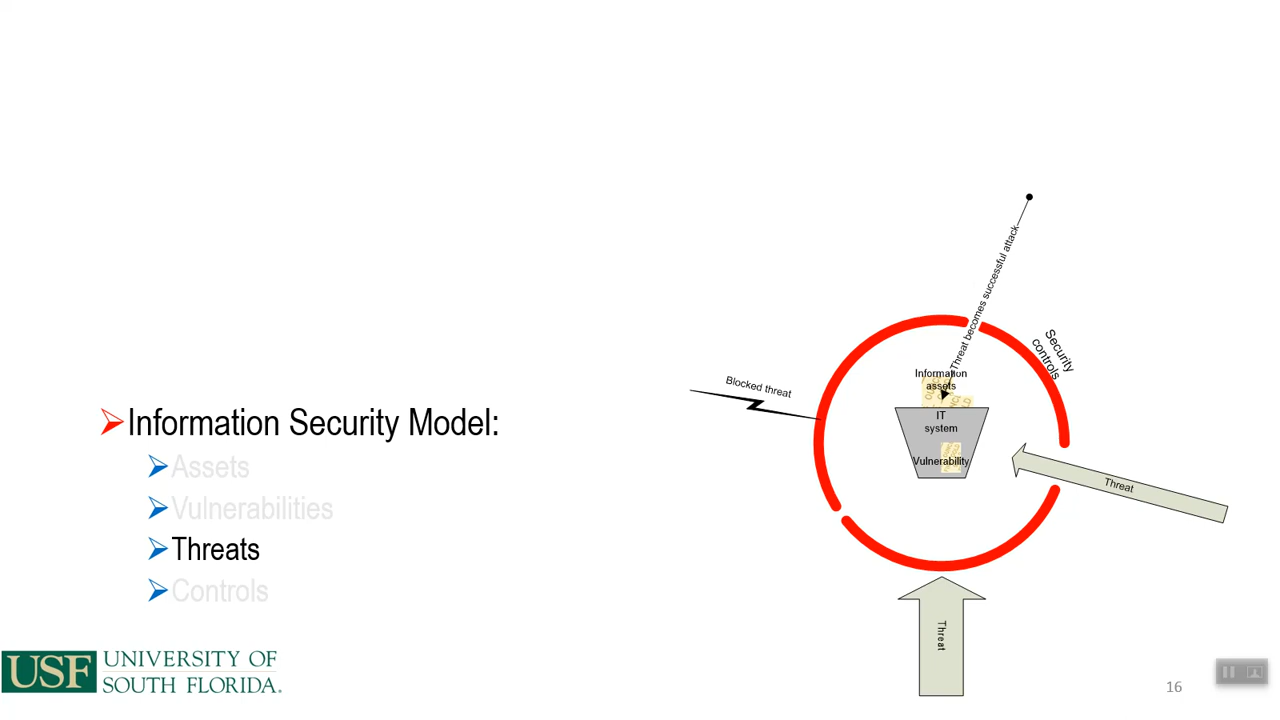 Threat becomes successful attack
Security
controls
Information
assets
Blocked threat
IT
system
Vulnerability
Threat
Threat
Information Security Model:
Assets
Vulnerabilities
Threats
Controls
USF UNIVERSITY OF
SOUTH FLORIDA.
16